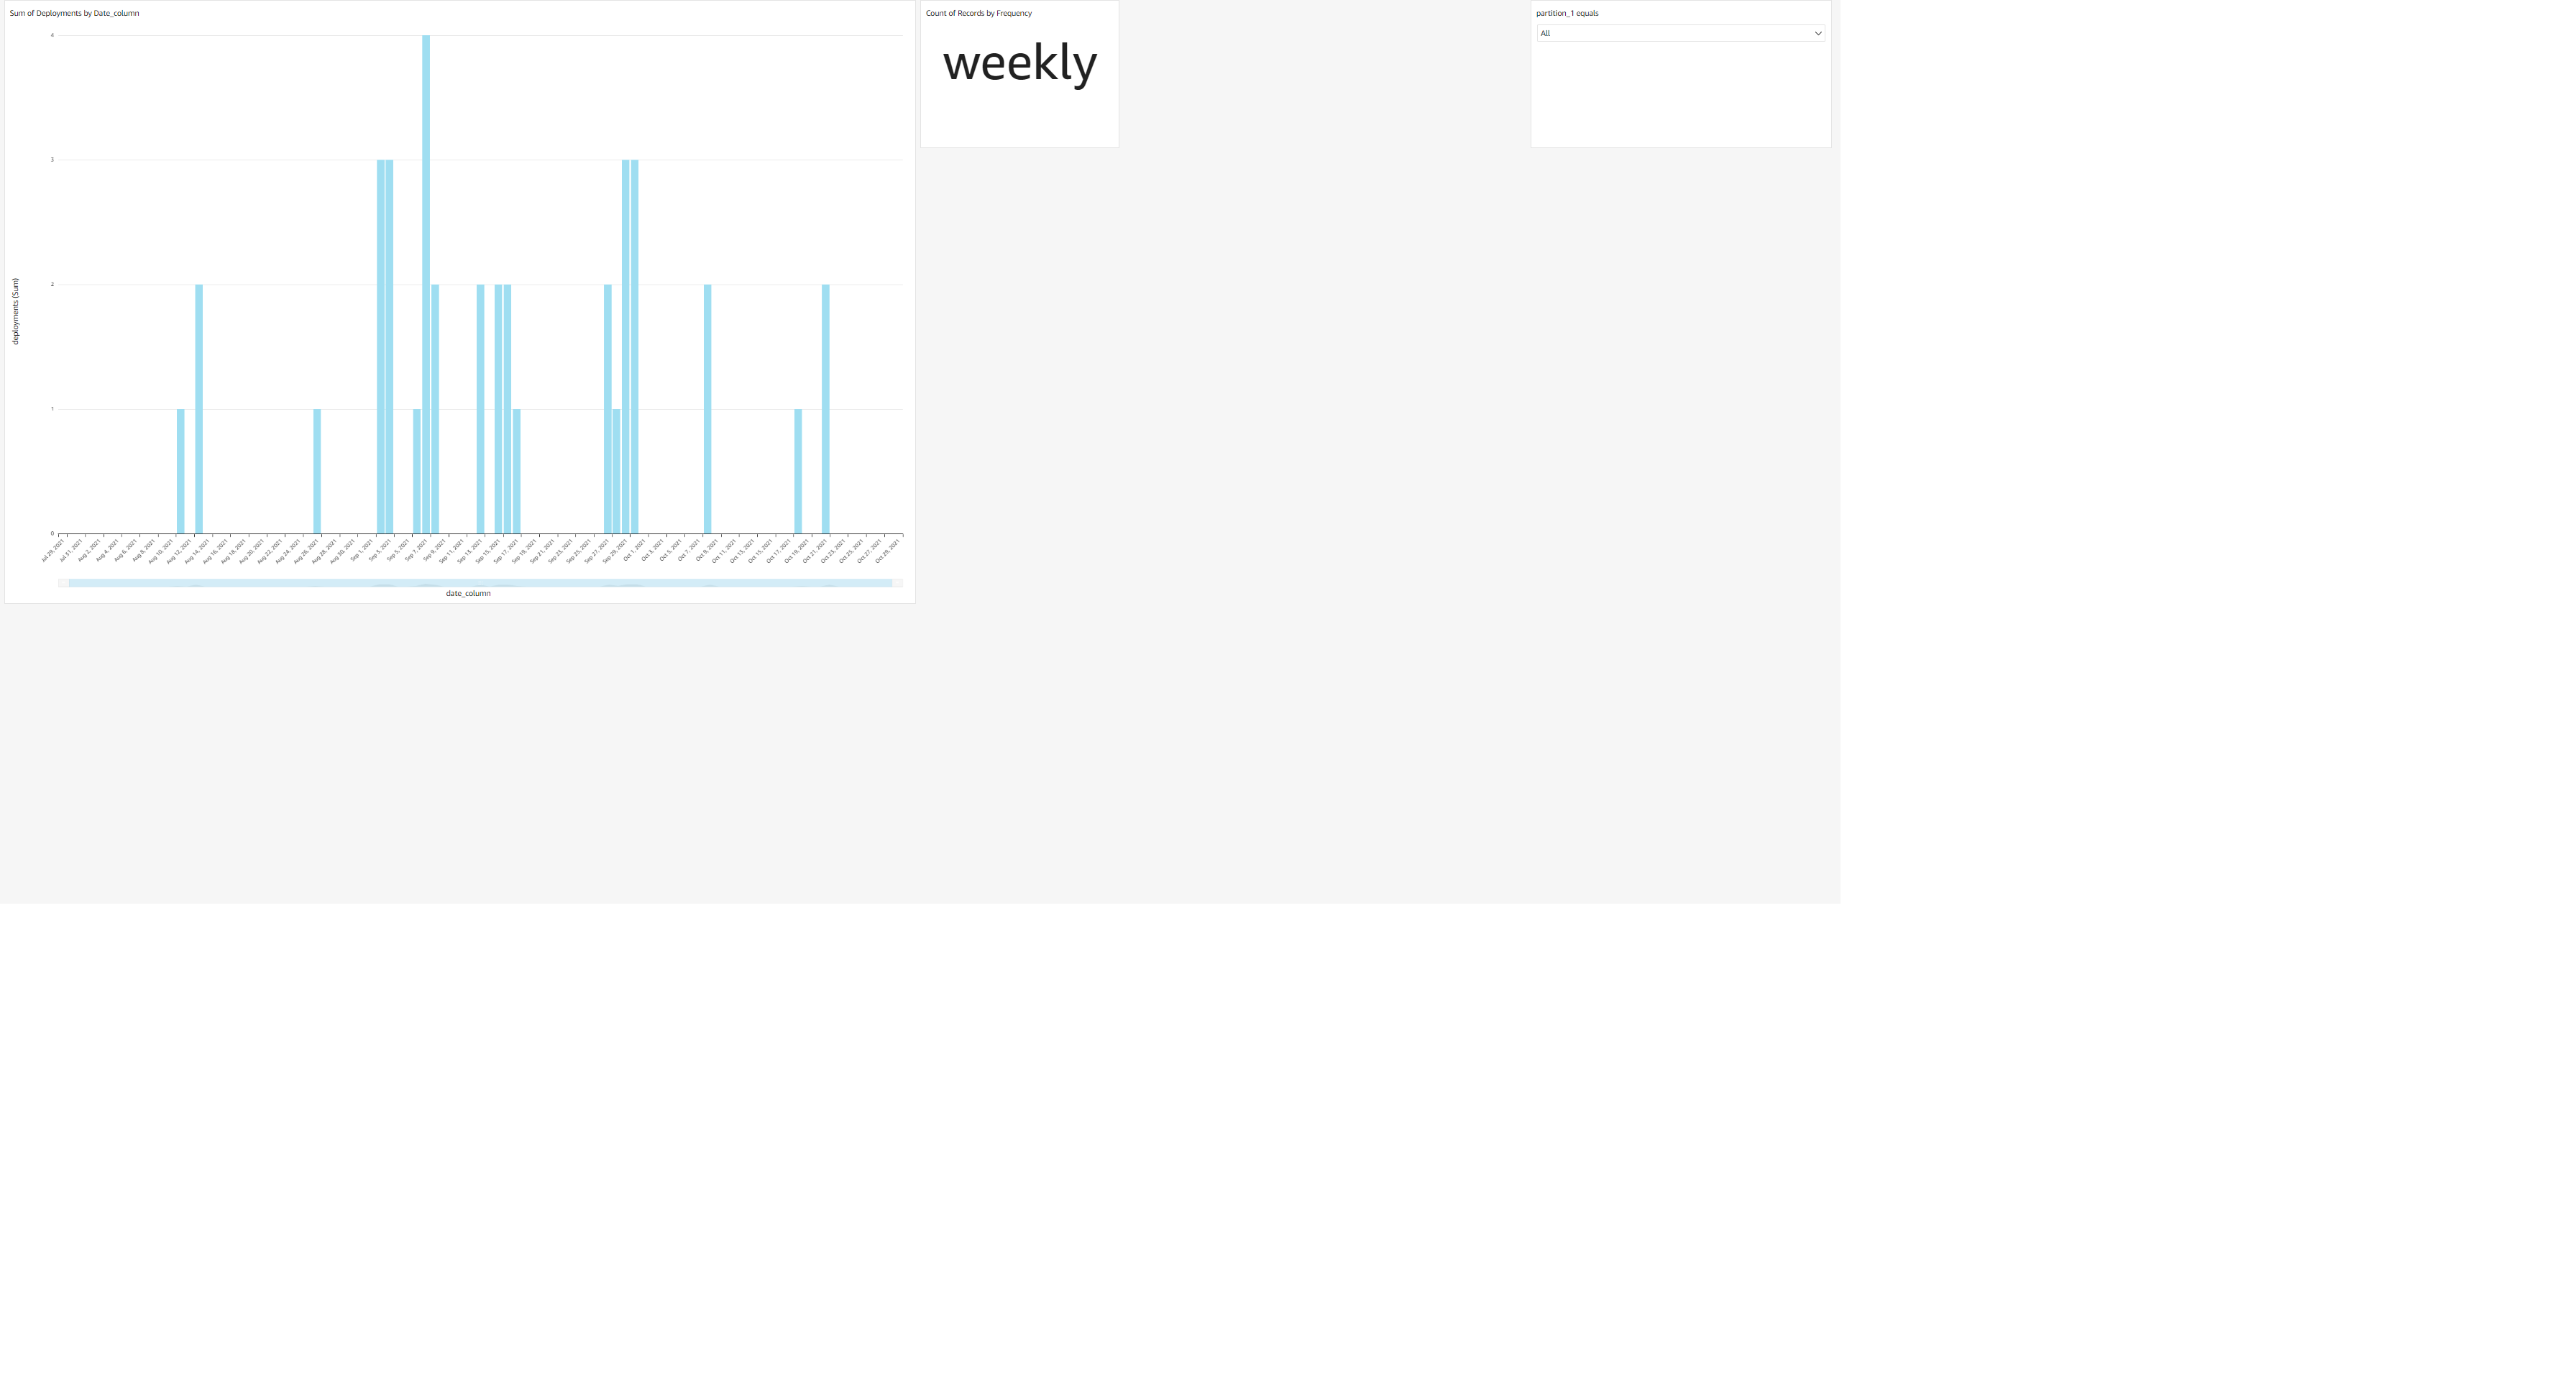 Sum of Deployments by Date_column
4
3
2
1
0
deployments (Sum)
Jul 29, 2021
Jul 31, 2021
Aug 2, 2021
Aug 4, 2021
Aug 6, 2021
Aug 8, 2021
Aug 10, 2021
Aug 12, 2021
Aug 14, 2021
Aug 16, 2021
Aug 18, 2021
Aug 20, 2021
Aug 22, 2021
Aug 24, 2021
Aug 26, 2021
Aug 28, 2021
Aug 30, 2021
Sep 1, 2021
Sep 3, 2021
Sep 5, 2021
Sep 7, 2021
Sep 9, 2021
Sep 11, 2021
Sep 13, 2021
Sep 15, 2021
Sep 17, 2021
Sep 19, 2021
Sep 21, 2021
Sep 23, 2021
Sep 25, 2021
Sep 27, 2021
Sep 29, 2021
Oct 1, 2021
Oct 3, 2021
Oct 5, 2021
Oct 7, 2021
Oct 9, 2021
Oct 11, 2021
Oct 13, 2021
Oct 15, 2021
Oct 17, 2021
Oct 19, 2021
Oct 21, 2021
Oct 23, 2021
Oct 25, 2021
Oct 27, 2021
Oct 29, 2021
date_column
Count of Records by Frequency
weekly
partition_1 equals
All